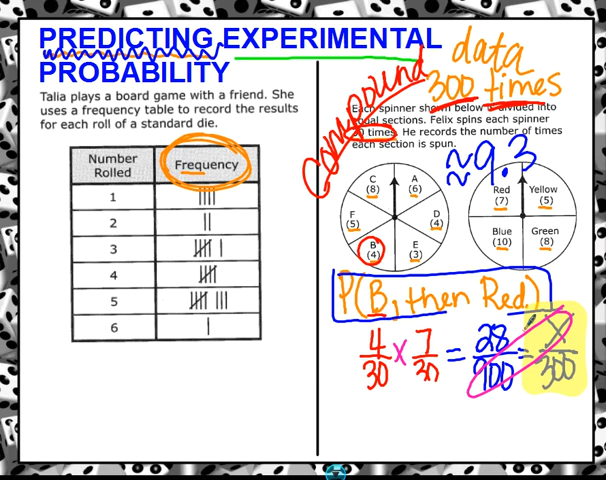 PREDICTING EXPERIMENTAL
PROBABILITY
Talia plays a board game with a friend. She
uses a frequency table to record the results
for each roll of a standard die.
Number Rolled
Frequency
1
2
3
4
5
6
data
300 times
Compound
Each spinner shown below is divided into
equal sections. Felix spins each spinner
30 times. He records the number of times
each section is spun.
≈9.3
C
(8)
A
(6)
F
(5)
D
(4)
B
(4)
E
(3)
Red
(7)
Yellow
(5)
Blue
(10)
Green
(8)
P(B, then Red)
4/30 x 7/30 = 28/900 = x/300